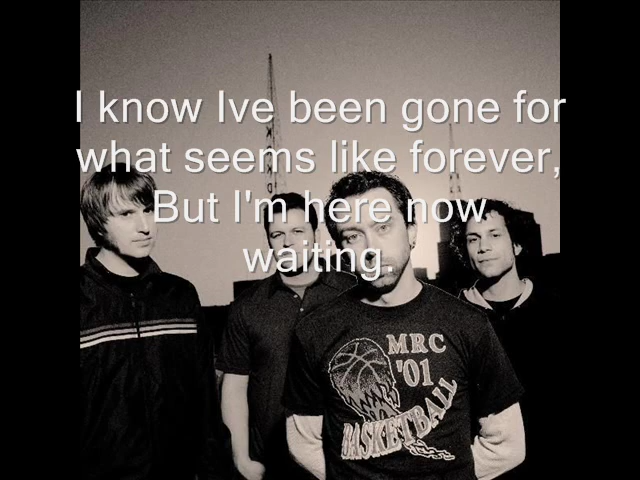 I know Ive been gone for
what seems like forever,
But I'm here now
waiting.
MRC
'01
BASKETBALL